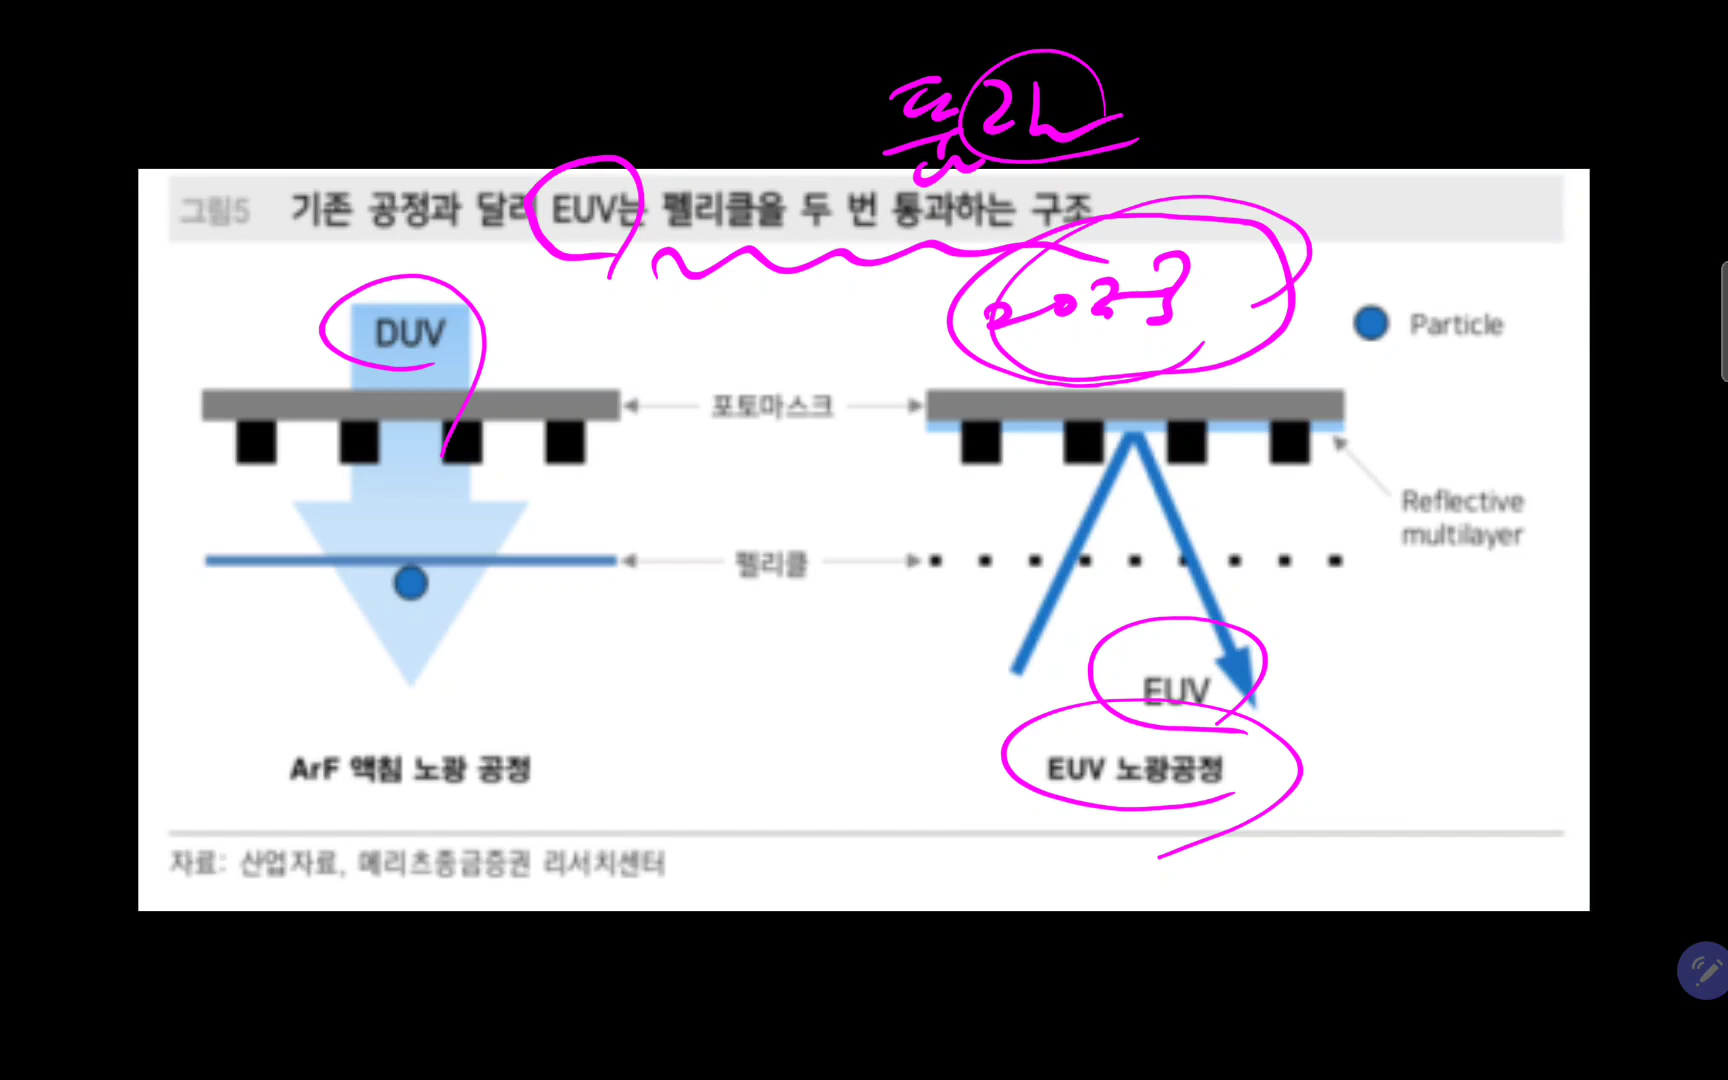 그림5 기존 공정과 달리 EUV는 펠리클을 두 번 통과하는 구조
2023
DUV
Particle
포토마스크
Reflective
multilayer
펠리클
EUV
ArF 액침 노광 공정
EUV 노광공정
자료: 산업자료, 메리츠종금증권 리서치센터